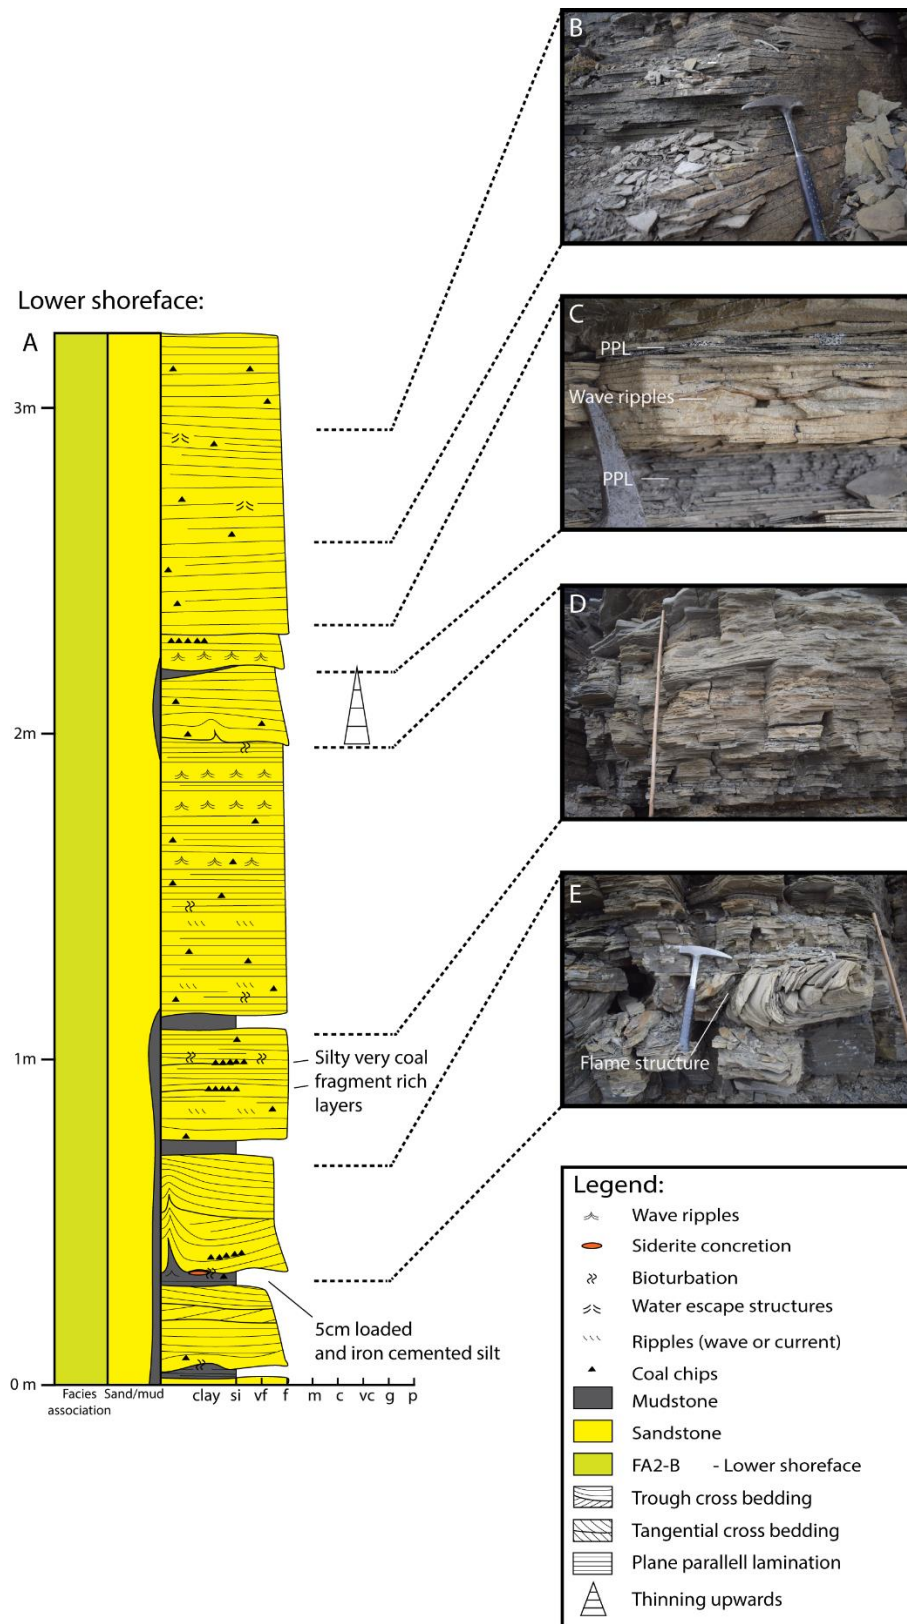 Lower shoreface:
A
3m
2m
1m
0 m
Silty very coal
fragment rich
layers
5cm loaded
and iron cemented silt
Facies
association
Sand/mud
clay si vf f m c vc g p
B
C
PPL
Wave ripples
PPL
D
E
Flame structure
Legend:
Wave ripples
Siderite concretion
Bioturbation
Water escape structures
Ripples (wave or current)
Coal chips
Mudstone
Sandstone
FA2-B - Lower shoreface
Trough cross bedding
Tangential cross bedding
Plane parallell lamination
Thinning upwards